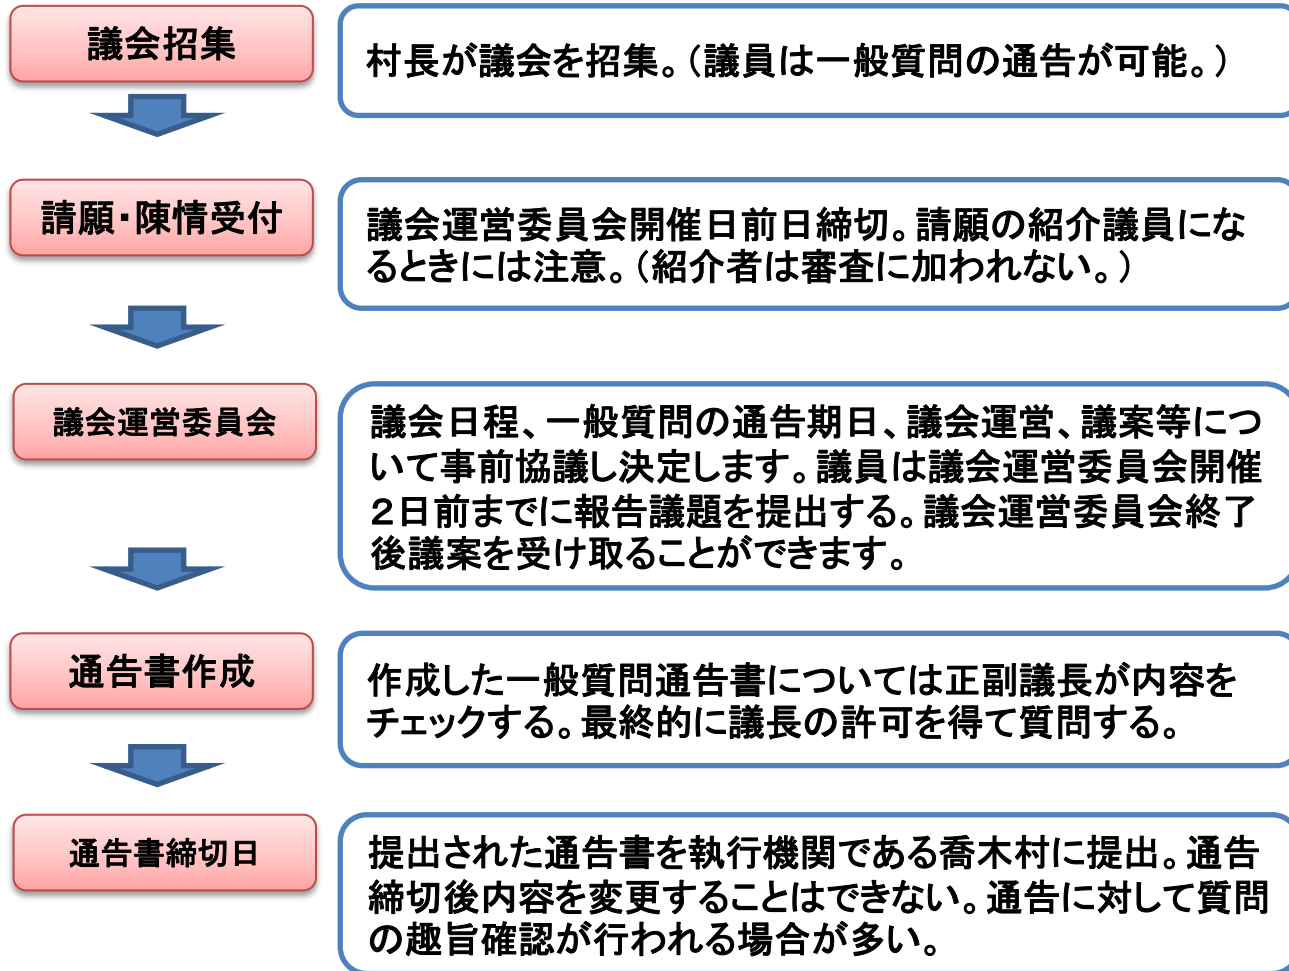 議会招集
村長が議会を招集。（議員は一般質問の通告が可能。）
請願・陳情受付
議会運営委員会開催日前日締切。請願の紹介議員にな
るときには注意。（紹介者は審査に加われない。）
議会運営委員会
議会日程、一般質問の通告期日、議会運営、議案等につ
いて事前協議し決定します。議員は議会運営委員会開催
２日前までに報告議題を提出する。議会運営委員会終了
後議案を受け取ることができます。
通告書作成
作成した一般質問通告書については正副議長が内容を
チェックする。最終的に議長の許可を得て質問する。
通告書締切日
提出された通告書を執行機関である喬木村に提出。通告
締切後内容を変更することはできない。通告に対して質問
の趣旨確認が行われる場合が多い。